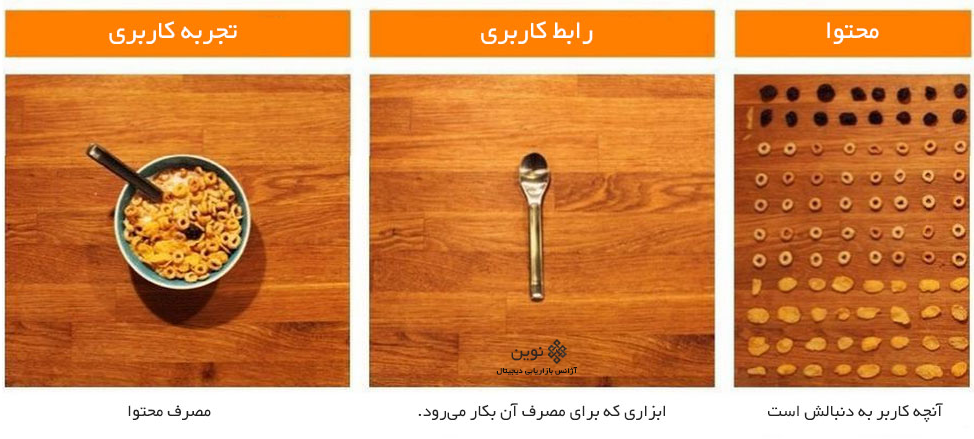 محتوا
رابط کاربری
تجربه کاربری
نوین
آژانس بازاریابی دیجیتال
آنچه کاربر به دنبالش است
ابزاری که برای مصرف آن بکار می‌رود.
مصرف محتوا